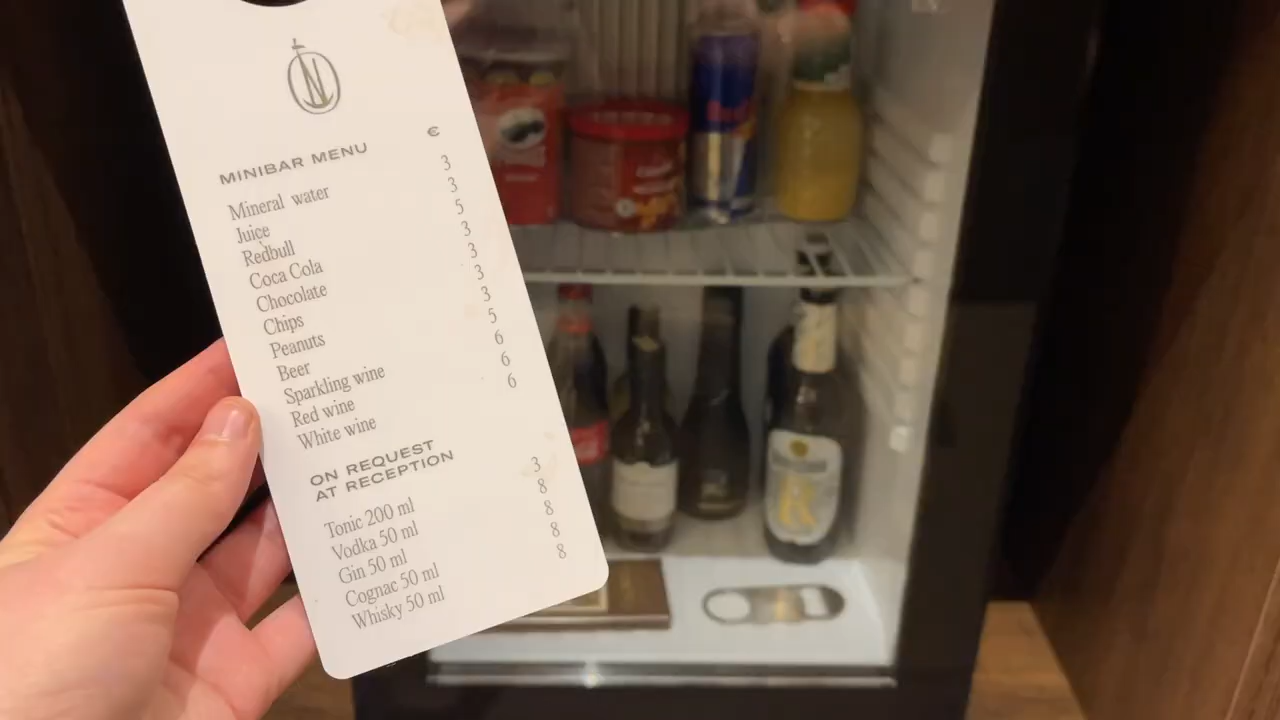 N
MINIBAR MENU €
Mineral water 3
Juice 3
Redbull 5
Coca Cola 3
Chocolate 3
Chips 3
Peanuts 3
Beer 5
Sparkling wine 6
Red wine 6
White wine 6
ON REQUEST
AT RECEPTION
Tonic 200 ml 3
Vodka 50 ml 8
Gin 50 ml 8
Cognac 50 ml 8
Whisky 50 ml 8
R